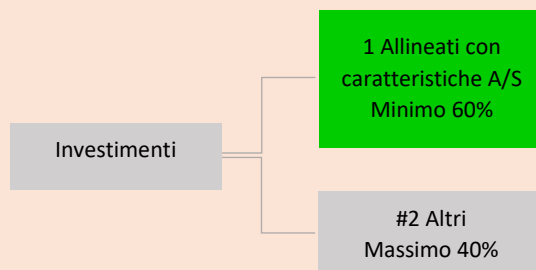 1 Allineati con
caratteristiche A/S
Minimo 60%
Investimenti
#2 Altri
Massimo 40%